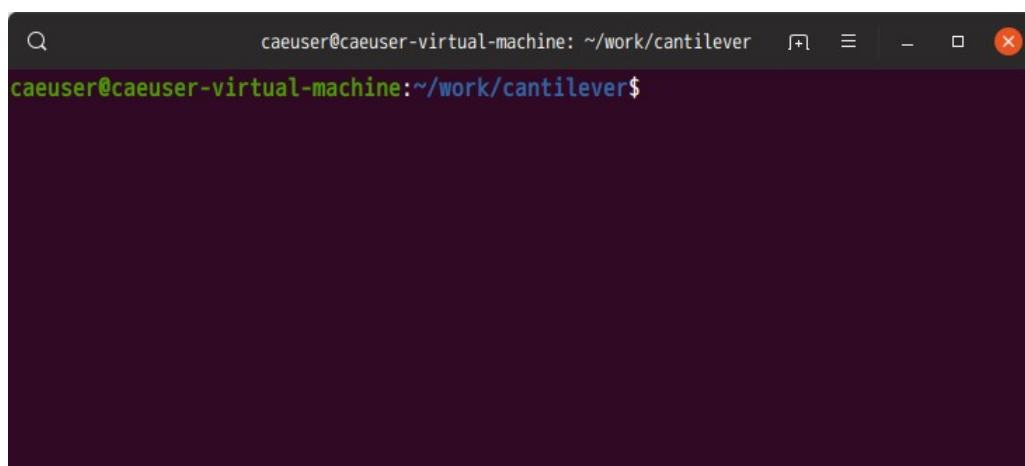 caeuser@caeuser-virtual-machine: ~/work/cantilever
caeuser@caeuser-virtual-machine:~/work/cantilever$